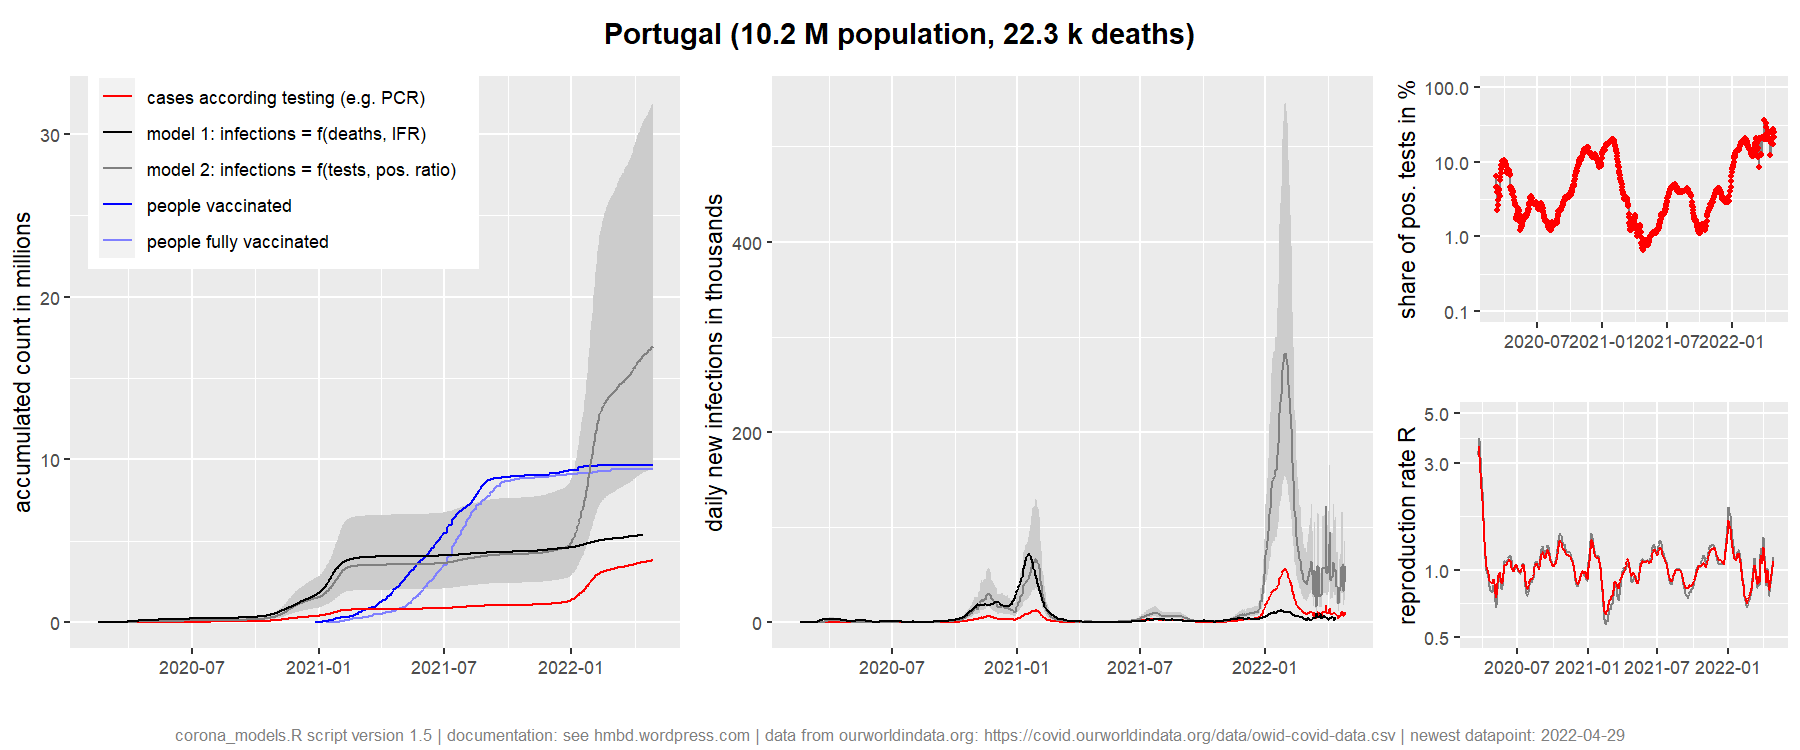 Portugal (10.2 M population, 22.3 k deaths)
cases according testing (e.g. PCR)
model 1: infections = f(deaths, IFR)
model 2: infections = f(tests, pos. ratio)
people vaccinated
people fully vaccinated
accumulated count in millions
30
20
10
0
2020-07
2021-01
2021-07
2022-01
daily new infections in thousands
400
200
0
2020-07
2021-01
2021-07
2022-01
share of pos. tests in %
100.0
10.0
1.0
0.1
2020-07
2021-01
2021-07
2022-01
reproduction rate R
5.0
3.0
1.0
0.5
2020-07
2021-01
2021-07
2022-01
corona_models.R script version 1.5 | documentation: see hmbd.wordpress.com | data from ourworldindata.org: https://covid.ourworldindata.org/data/owid-covid-data.csv | newest datapoint: 2022-04-29